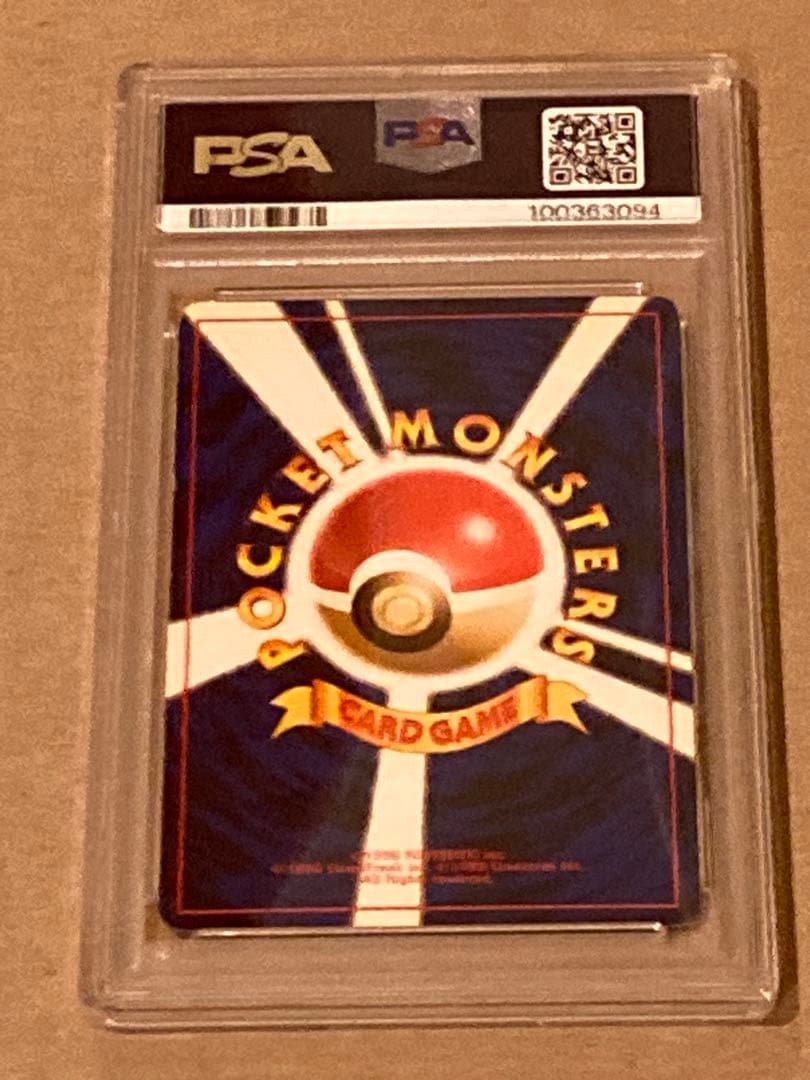 PSA
PSA
100363094
POCKET MONSTERS
CARD GAME